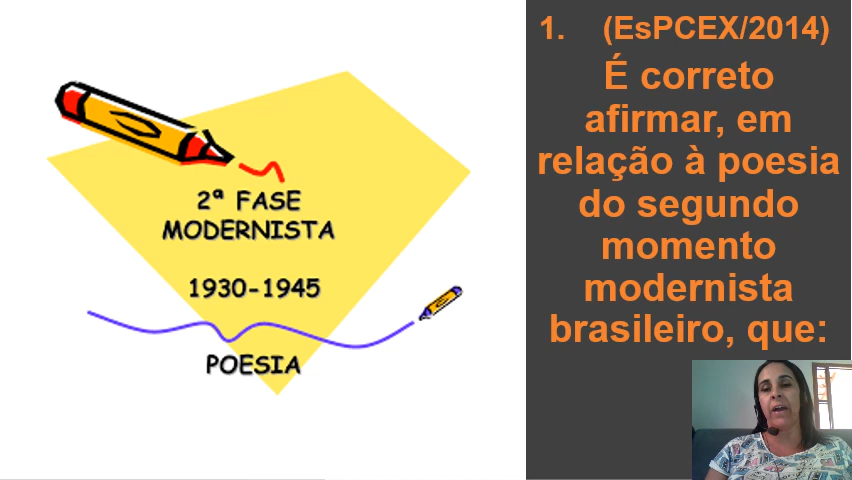 2ª FASE
MODERNISTA
1930-1945
POESIA
1. (EsPCEX/2014)
É correto
afirmar, em
relação à poesia
do segundo
momento
modernista
brasileiro, que: